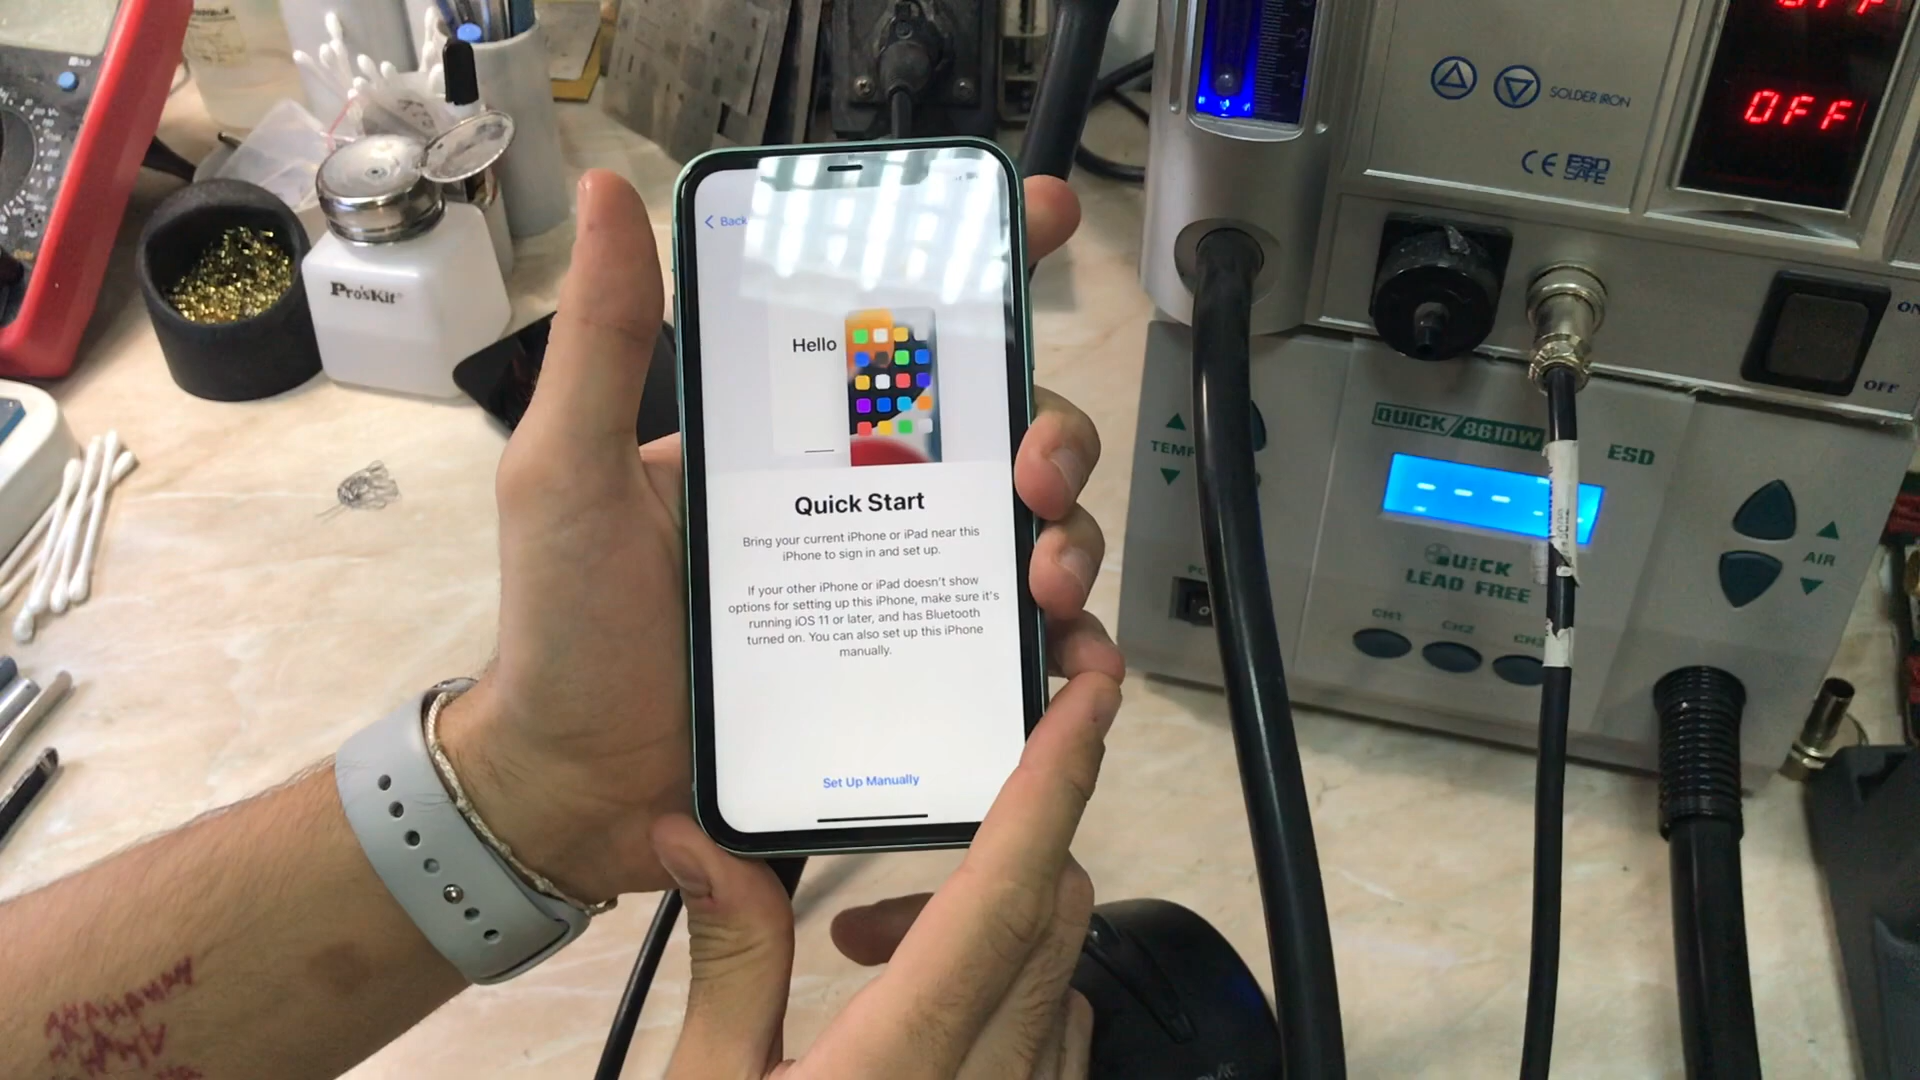 Back
Hello
Quick Start
Bring your current iPhone or iPad near this
iPhone to sign in and set up.
If your other iPhone or iPad doesn't show
options for setting up this iPhone, make sure it's
running iOS 11 or later, and has Bluetooth
turned on. You can also set up this iPhone
manually.
Set Up Manually
Pro'sKit
SOLDER IRON
CE ESD
SAFE
OFF
OFF
ON
OFF
QUICK 861DW
ESD
TEMP
AIR
QUICK
LEAD FREE
CH1
CH2
CH3